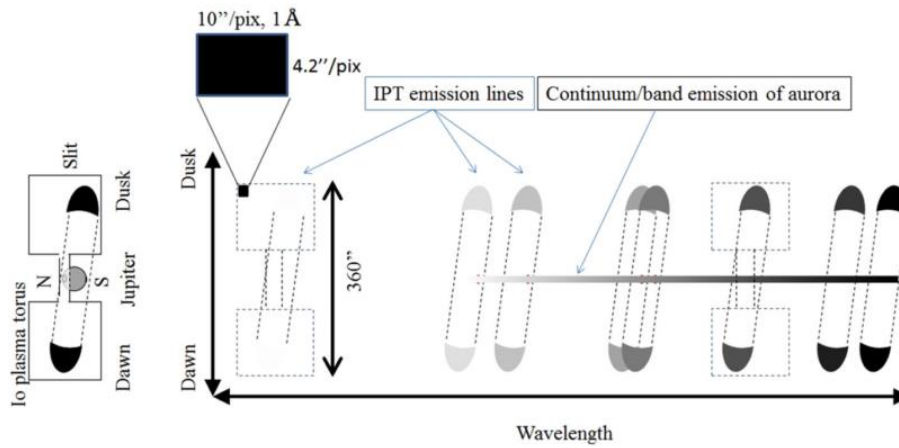 10’’/pix, 1 Å
4.2’’/pix
IPT emission lines
Continuum/band emission of aurora
Slit
Dusk
N
S
Jupiter
Dawn
Io plasma torus
Dusk
Dawn
360”
Wavelength